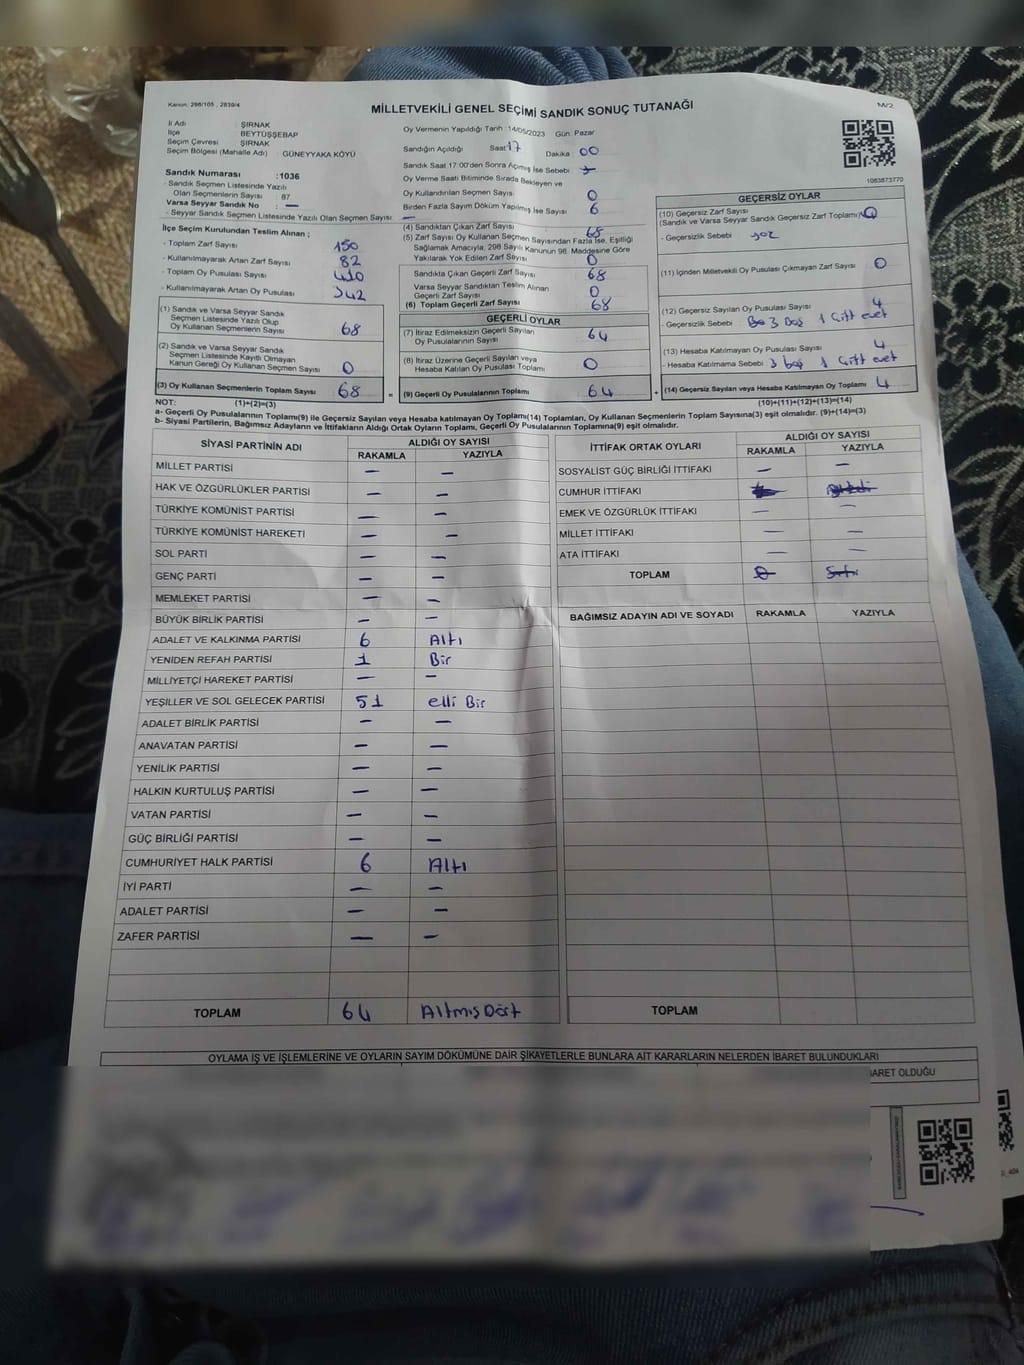 Kanun: 298/105 , 2839/4
MİLLETVEKİLİ GENEL SEÇİMİ SANDIK SONUÇ TUTANAĞI
M/2
İl Adı : ŞIRNAK
İlçe : BEYTÜŞŞEBAP
Seçim Çevresi : ŞIRNAK
Seçim Bölgesi (Mahalle Adı) : GÜNEYYAKA KÖYÜ
Sandık Numarası :1036
- Sandık Seçmen Listesinde Yazılı
Olan Seçmenlerin Sayısı : 87
Varsa Seyyar Sandık No : —
- Seyyar Sandık Seçmen Listesinde Yazılı Olan Seçmen Sayısı: —
İlçe Seçim Kurulundan Teslim Alınan ;
- Toplam Zarf Sayısı 150
- Kullanılmayarak Artan Zarf Sayısı 82
- Toplam Oy Pusulası Sayısı 410
- Kullanılmayarak Artan Oy Pusulası 342
(1) Sandık ve Varsa Seyyar Sandık
Seçmen Listesinde Yazılı Olup
Oy Kullanan Seçmenlerin Sayısı 68
(2) Sandık ve Varsa Seyyar Sandık
Seçmen Listesinde Kayıtlı Olmayan
Kanun Gereği Oy Kullanan Seçmen Sayısı 0
(3) Oy Kullanan Seçmenlerin Toplam Sayısı 68
(1)+(2)=(3)
Oy Vermenin Yapıldığı Tarih :14/05/2023 Gün: Pazar
Sandığın Açıldığı Saat 17 Dakika 00
Sandık Saat 17:00'den Sonra Açılmış İse Sebebi
Oy Verme Saati Bitiminde Sırada Bekleyen ve
Oy Kullandırılan Seçmen Sayısı 0
Birden Fazla Sayım Döküm Yapılmış İse Sayısı 6
(4) Sandıktan Çıkan Zarf Sayısı 68
(5) Zarf Sayısı Oy Kullanan Seçmen Sayısından Fazla İse, Eşitliği
Sağlamak Amacıyla, 298 Sayılı Kanunun 98. Maddesine Göre
Yakılarak Yok Edilen Zarf Sayısı 0
Sandıkta Çıkan Geçerli Zarf Sayısı 68
Varsa Seyyar Sandıktan Teslim Alınan
Geçerli Zarf Sayısı 0
(6) Toplam Geçerli Zarf Sayısı 68
GEÇERLİ OYLAR
(7) İtiraz Edilmeksizin Geçerli Sayılan
Oy Pusulalarının Sayısı 64
(8) İtiraz Üzerine Geçerli Sayılan veya
Hesaba Katılan Oy Pusulası Toplamı 0
= (9) Geçerli Oy Pusulalarının Toplamı 64 +
1083873770
GEÇERSİZ OYLAR
(10) Geçersiz Zarf Sayısı
(Sandık ve Varsa Seyyar Sandık Geçersiz Zarf Toplamı) 0
- Geçersizlik Sebebi
(11) İçinden Milletvekili Oy Pusulası Çıkmayan Zarf Sayısı 0
(12) Geçersiz Sayılan Oy Pusulası Sayısı 4
- Geçersizlik Sebebi 3 Boş 1 Çift evet
(13) Hesaba Katılmayan Oy Pusulası Sayısı 4
- Hesaba Katılmama Sebebi 3 boş 1 Çift evet
(14) Geçersiz Sayılan veya Hesaba Katılmayan Oy Toplamı 4
(10)+(11)+(12)+(13)=(14)
NOT:
a- Geçerli Oy Pusulalarının Toplamı(9) ile Geçersiz Sayılan veya Hesaba katılmayan Oy Toplamı(14) Toplamları, Oy Kullanan Seçmenlerin Toplam Sayısına(3) eşit olmalıdır. (9)+(14)=(3)
b- Siyasi Partilerin, Bağımsız Adayların ve İttifakların Aldığı Ortak Oyların Toplamı, Geçerli Oy Pusulalarının Toplamına(9) eşit olmalıdır.
SİYASİ PARTİNİN ADI ALDIĞI OY SAYISI
RAKAMLA YAZIYLA
MİLLET PARTİSİ — —
HAK VE ÖZGÜRLÜKLER PARTİSİ — —
TÜRKİYE KOMÜNİST PARTİSİ — —
TÜRKİYE KOMÜNİST HAREKETİ — —
SOL PARTİ — —
GENÇ PARTİ — —
MEMLEKET PARTİSİ — —
BÜYÜK BİRLİK PARTİSİ — —
ADALET VE KALKINMA PARTİSİ 6 Altı
YENİDEN REFAH PARTİSİ 1 Bir
MİLLİYETÇİ HAREKET PARTİSİ — —
YEŞİLLER VE SOL GELECEK PARTİSİ 51 elli Bir
ADALET BİRLİK PARTİSİ — —
ANAVATAN PARTİSİ — —
YENİLİK PARTİSİ — —
HALKIN KURTULUŞ PARTİSİ — —
VATAN PARTİSİ — —
GÜÇ BİRLİĞİ PARTİSİ — —
CUMHURİYET HALK PARTİSİ 6 Altı
İYİ PARTİ — —
ADALET PARTİSİ — —
ZAFER PARTİSİ — —
TOPLAM 64 Altmış Dört
İTTİFAK ORTAK OYLARI ALDIĞI OY SAYISI
RAKAMLA YAZIYLA
SOSYALİST GÜÇ BİRLİĞİ İTTİFAKI — —
CUMHUR İTTİFAKI
EMEK VE ÖZGÜRLÜK İTTİFAKI — —
MİLLET İTTİFAKI — —
ATA İTTİFAKI — —
TOPLAM
BAĞIMSIZ ADAYIN ADI VE SOYADI RAKAMLA YAZIYLA
TOPLAM
OYLAMA İŞ VE İŞLEMLERİNE VE OYLARIN SAYIM DÖKÜMÜNE DAİR ŞİKAYETLERLE BUNLARA AİT KARARLARIN NELERDEN İBARET BULUNDUKLARI
OLDUĞU